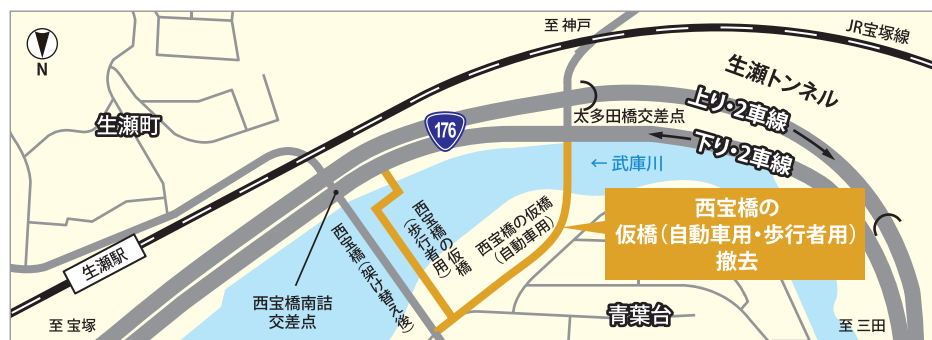 至 神戸
JR宝塚線
N
生瀬トンネル
生瀬町
176
太多田橋交差点
上り・2車線
下り・2車線
← 武庫川
西宝橋の
仮橋（自動車用・歩行者用）
撤去
西宝橋の仮橋
（歩行者用）
西宝橋の仮橋
（自動車用）
西宝橋（架け替え後）
生瀬駅
西宝橋南詰
交差点
青葉台
至 宝塚
至 三田